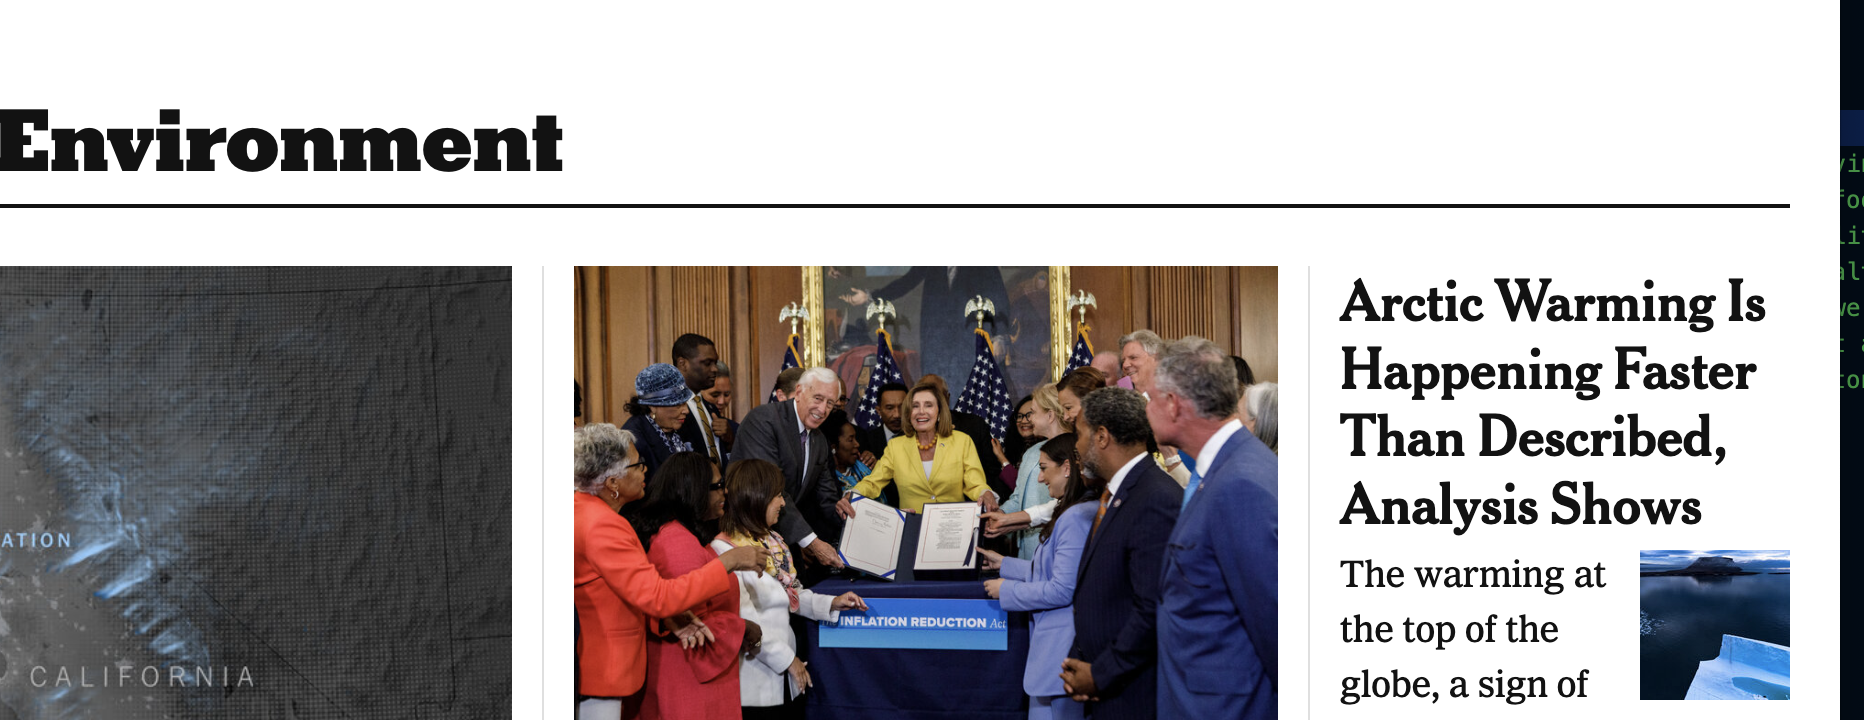 Environment
ATION
CALIFORNIA
INFLATION REDUCTION Act
Arctic Warming Is
Happening Faster
Than Described,
Analysis Shows
The warming at
the top of the
globe, a sign of